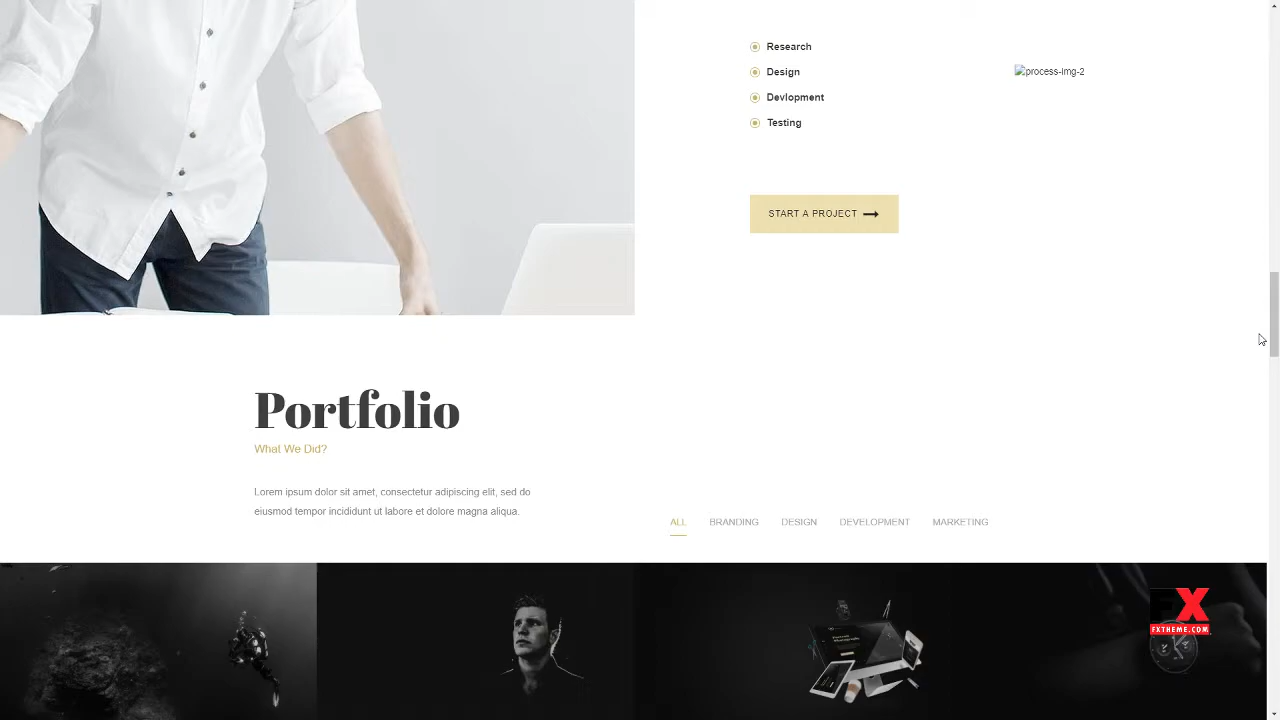 Research
process-img-2
Design
Devlopment
Testing
START A PROJECT
Portfolio
What We Did?
Lorem ipsum dolor sit amet, consectetur adipiscing elit, sed do
eiusmod tempor incididunt ut labore et dolore magna aliqua.
ALL BRANDING DESIGN DEVELOPMENT MARKETING
FX
FXTHEME.COM